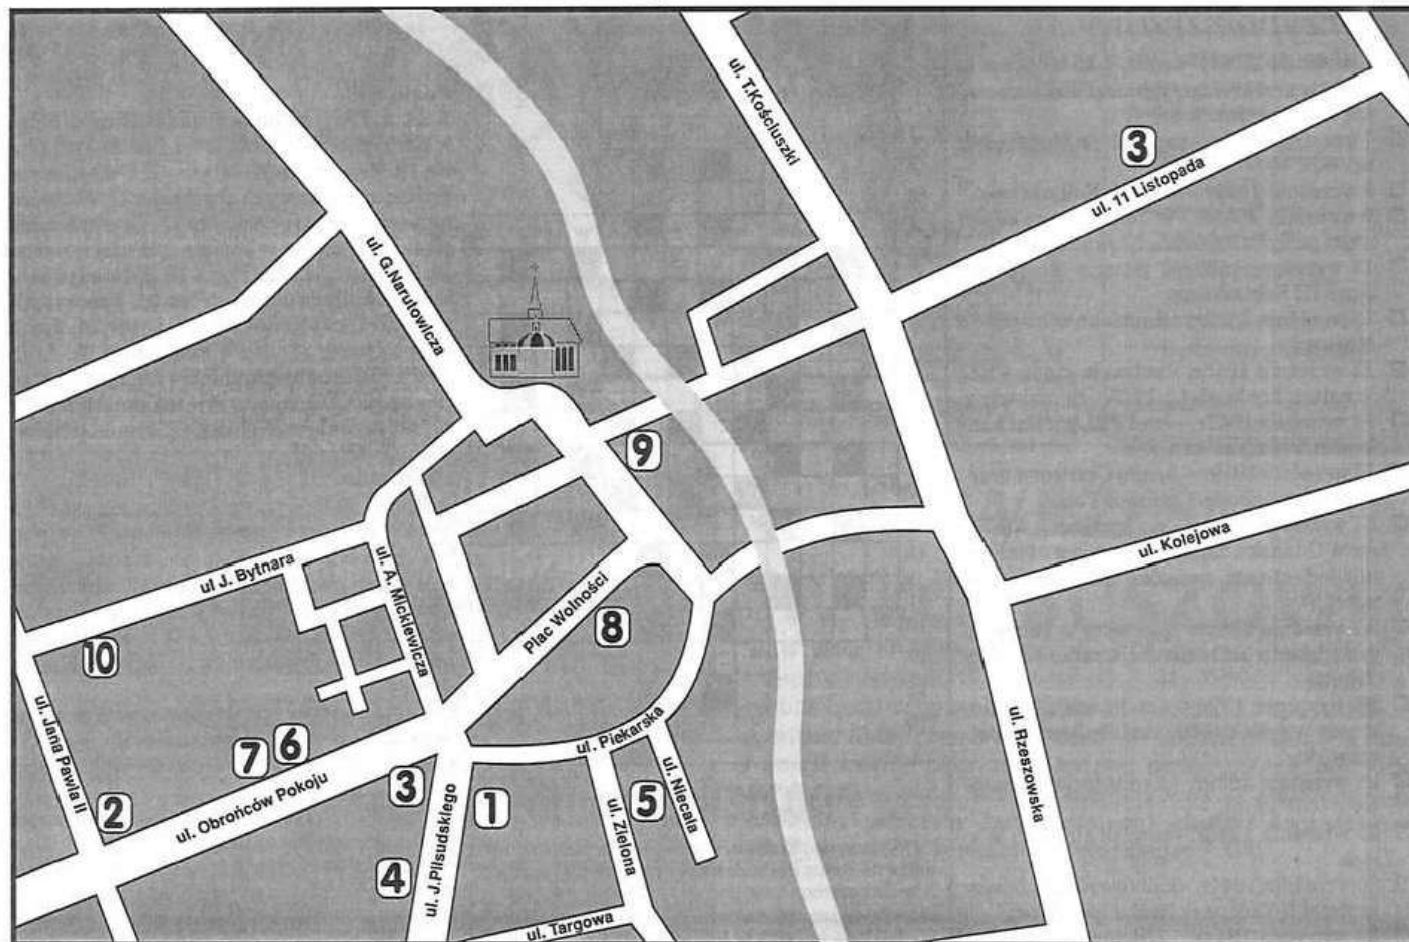 ul. T.Kościuszki
3
ul. 11 Listopada
ul. G.Narutowicza
9
ul. Kolejowa
ul J. Bytnara
ul. A. Mickiewicza
Plac Wolności
8
10
ul. Jana Pawła II
7
6
ul. Piekarska
ul. Rzeszowska
2
ul. Obrońców Pokoju
3
ul. J.Piłsudskiego
1
ul. Zielona
5
ul. Niecała
4
ul. Targowa